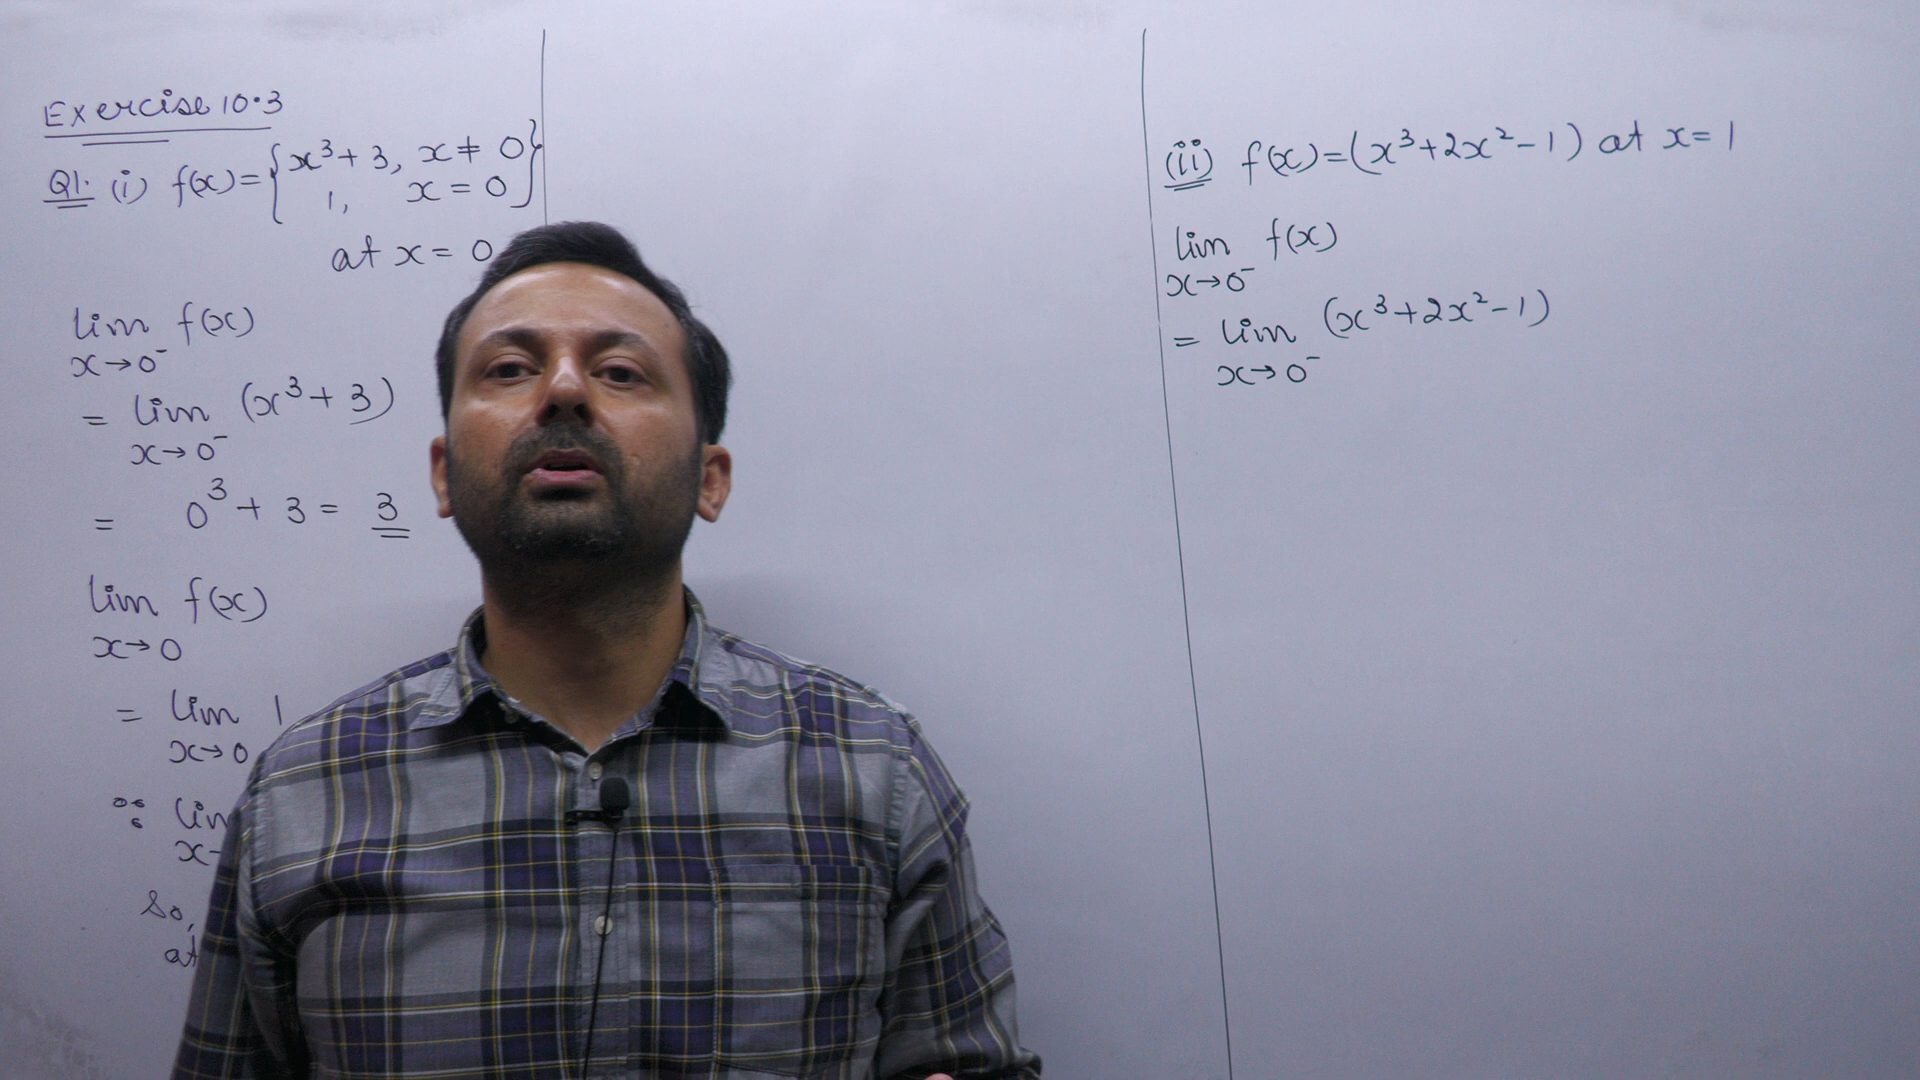 Exercise 10.3
Q1. (i) f(x)= { x³+3, x≠0
1, x=0 }
at x=0
lim f(x)
x→0⁻
= lim (x³+3)
x→0⁻
= 0³+3= 3
lim f(x)
x→0
= lim 1
x→0
∴ lim
x→
So,
at
(ii) f(x)=(x³+2x²-1) at x=1
lim f(x)
x→0⁻
= lim (x³+2x²-1)
x→0⁻